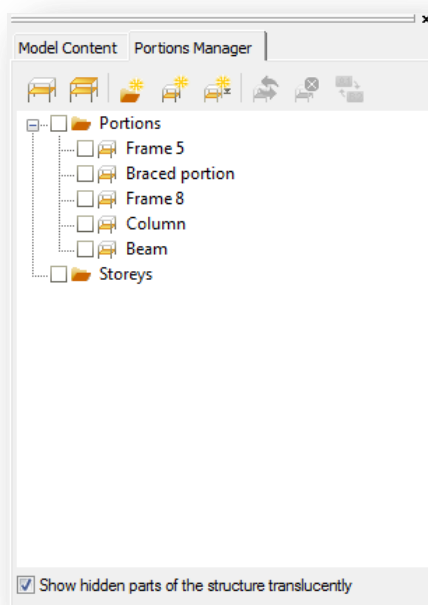 Model Content Portions Manager
Portions
Frame 5
Braced portion
Frame 8
Column
Beam
Storeys
Show hidden parts of the structure translucently